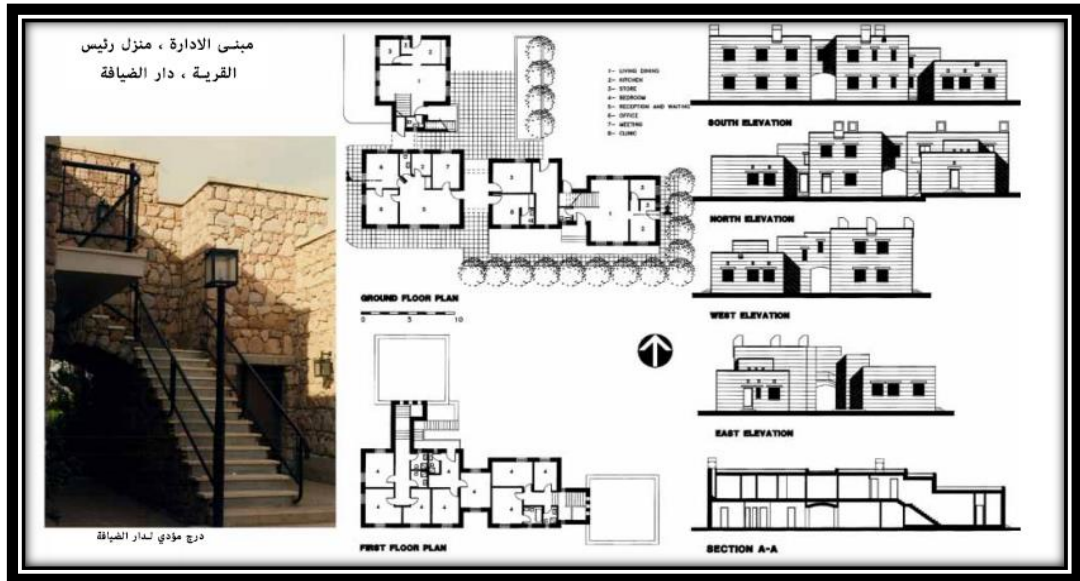 مبنى الادارة ، منزل رئيس
القرية ، دار الضيافة
درج مؤدي لدار الضيافة
1- LIVING DINING
2- KITCHEN
3- STORE
4- BEDROOM
5- RECEPTION AND WAITING
6- OFFICE
7- MEETING
8- CLINIC
GROUND FLOOR PLAN
0 5 10
FIRST FLOOR PLAN
SOUTH ELEVATION
NORTH ELEVATION
WEST ELEVATION
EAST ELEVATION
SECTION A-A